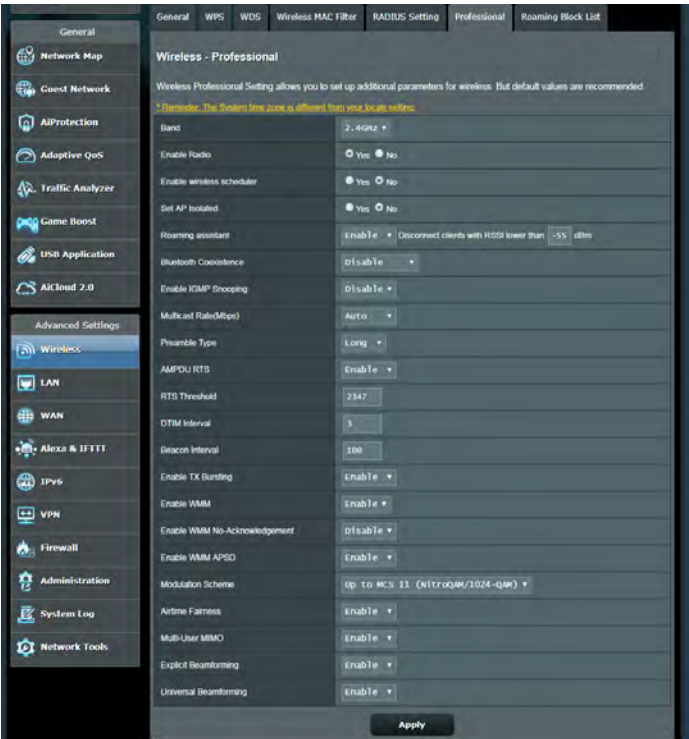 General WPS WDS Wireless MAC Filter RADIUS Setting Professional Roaming Block List
General
Network Map
Guest Network
AiProtection
Adaptive QoS
Traffic Analyzer
Game Boost
USB Application
AiCloud 2.0
Advanced Settings
Wireless
LAN
WAN
Alexa & IFTTT
IPv6
VPN
Firewall
Administration
System Log
Network Tools
Wireless - Professional
Wireless Professional Setting allows you to set up additional parameters for wireless. But default values are recommended.
* Reminder: The System time zone is different from your locale setting.
Band 2.4GHz
Enable Radio Yes No
Enable wireless scheduler Yes No
Set AP Isolated Yes No
Roaming assistant Enable Disconnect clients with RSSI lower than -55 dBm
Bluetooth Coexistence Disable
Enable IGMP Snooping Disable
Multicast Rate(Mbps) Auto
Preamble Type Long
AMPDU RTS Enable
RTS Threshold 2347
DTIM Interval
Beacon Interval 100
Enable TX Bursting Enable
Enable WMM Enable
Enable WMM No-Acknowledgement Disable
Enable WMM APSD Enable
Modulation Scheme Up to MCS 11 (NitroQAM/1024-QAM)
Airtime Fairness Enable
Multi-User MIMO Enable
Explicit Beamforming Enable
Universal Beamforming Enable
Apply